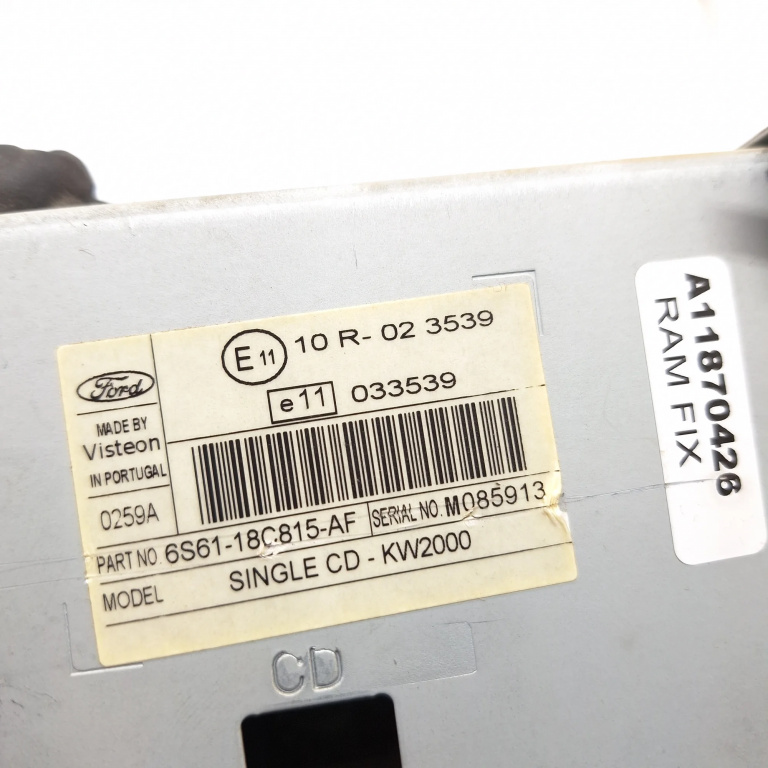 Ford
MADE BY
Visteon
IN PORTUGAL
0259A
E11 10 R- 02 3539
e11 033539
PART NO. 6S61-18C815-AF SERIAL NO. M085913
MODEL SINGLE CD - KW2000
CD
A11870426
RAM FIX